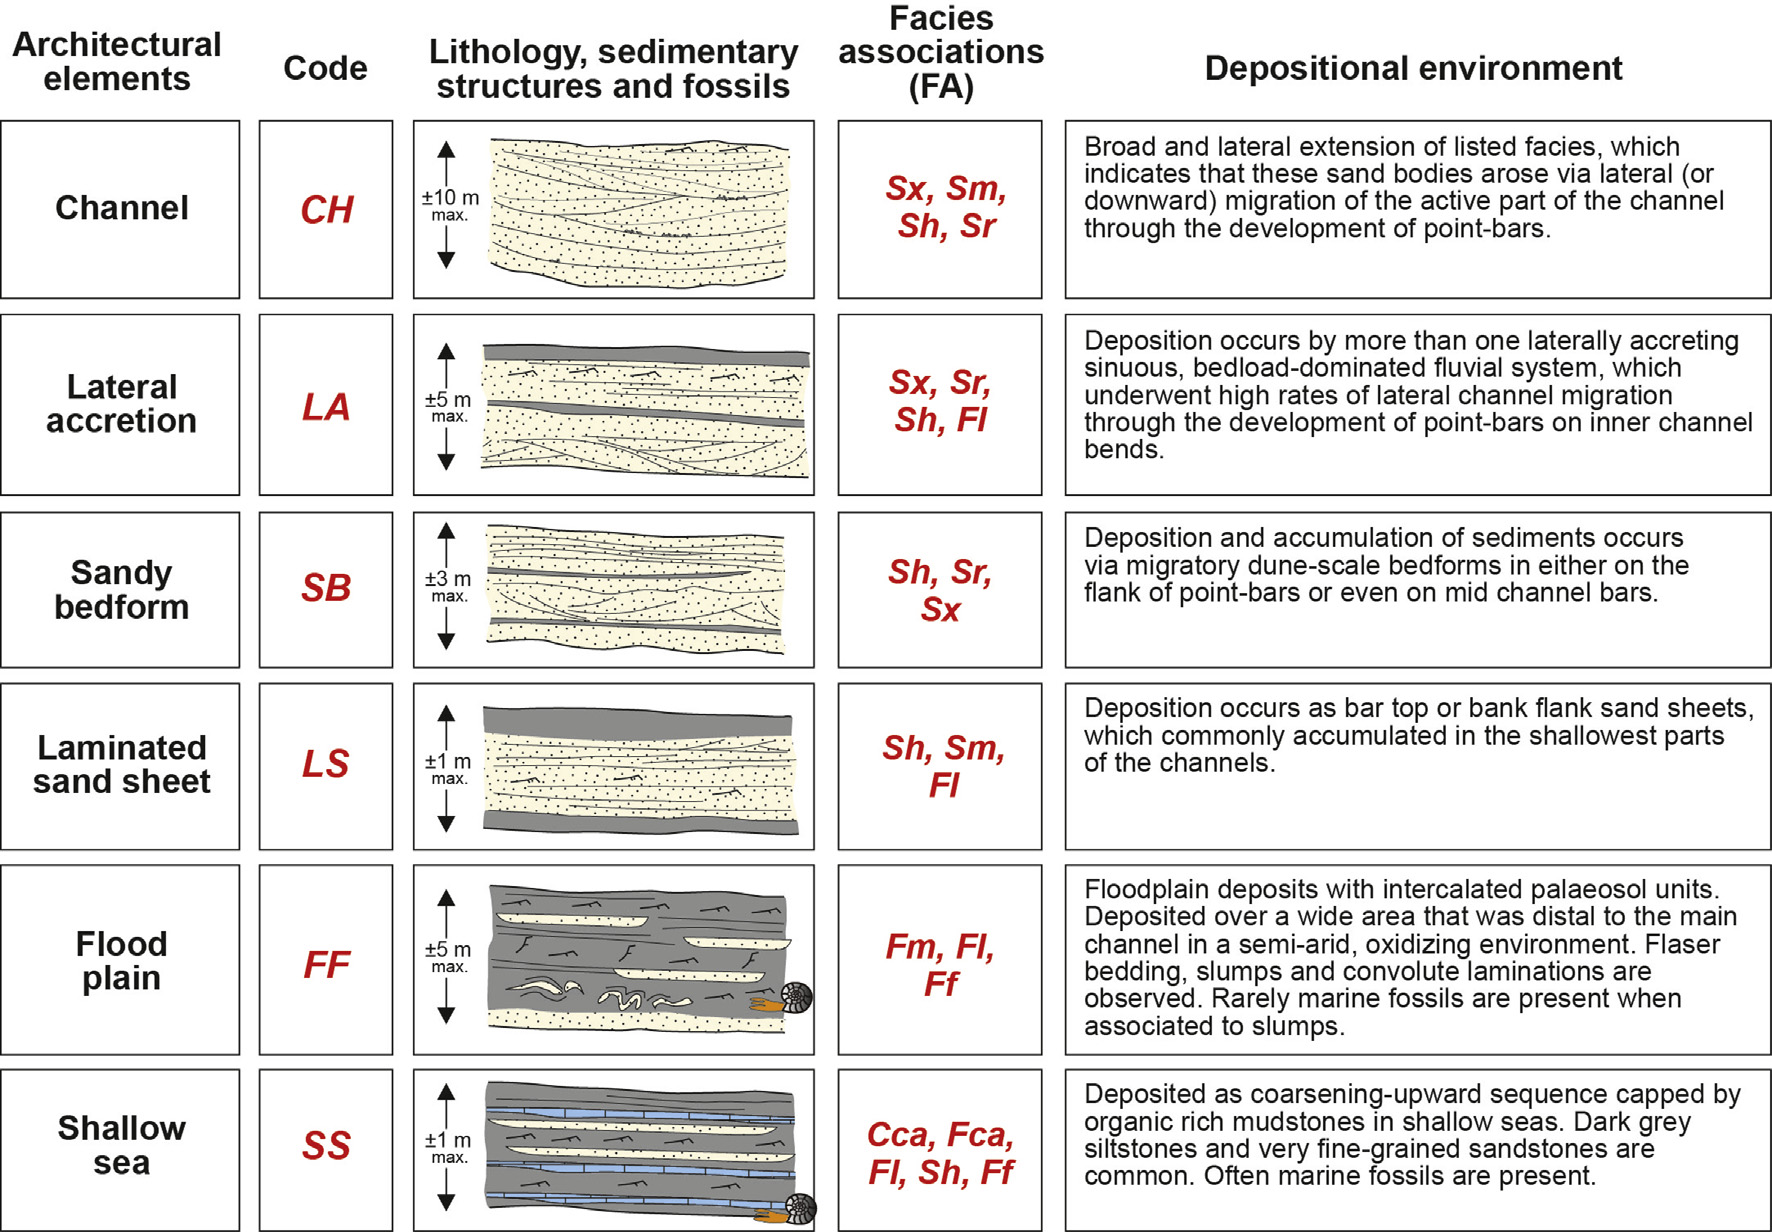 Architectural
elements
Code
Lithology, sedimentary
structures and fossils
Facies
associations
(FA)
Depositional environment
Channel
CH
±10 m
max.
Sx, Sm,
Sh, Sr
Broad and lateral extension of listed facies, which
indicates that these sand bodies arose via lateral (or
downward) migration of the active part of the channel
through the development of point-bars.
Lateral
accretion
LA
±5 m
max.
Sx, Sr,
Sh, Fl
Deposition occurs by more than one laterally accreting
sinuous, bedload-dominated fluvial system, which
underwent high rates of lateral channel migration
through the development of point-bars on inner channel
bends.
Sandy
bedform
SB
±3 m
max.
Sh, Sr,
Sx
Deposition and accumulation of sediments occurs
via migratory dune-scale bedforms in either on the
flank of point-bars or even on mid channel bars.
Laminated
sand sheet
LS
±1 m
max.
Sh, Sm,
Fl
Deposition occurs as bar top or bank flank sand sheets,
which commonly accumulated in the shallowest parts
of the channels.
Flood
plain
FF
±5 m
max.
Fm, Fl,
Ff
Floodplain deposits with intercalated palaeosol units.
Deposited over a wide area that was distal to the main
channel in a semi-arid, oxidizing environment. Flaser
bedding, slumps and convolute laminations are
observed. Rarely marine fossils are present when
associated to slumps.
Shallow
sea
SS
±1 m
max.
Cca, Fca,
Fl, Sh, Ff
Deposited as coarsening-upward sequence capped by
organic rich mudstones in shallow seas. Dark grey
siltstones and very fine-grained sandstones are
common. Often marine fossils are present.